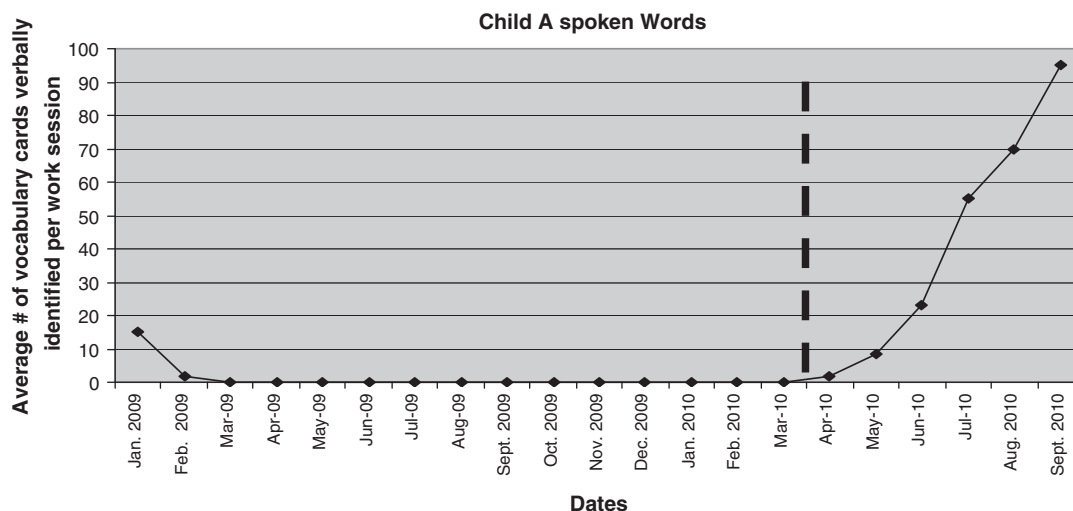 Child A spoken Words
Average # of vocabulary cards verbally
identified per work session
100
90
80
70
60
50
40
30
20
10
0
Jan. 2009
Feb. 2009
Mar-09
Apr-09
May-09
Jun-09
Jul-09
Aug-09
Sept. 2009
Oct. 2009
Nov. 2009
Dec. 2009
Jan. 2010
Feb. 2010
Mar-10
Apr-10
May-10
Jun-10
Jul-10
Aug. 2010
Sept. 2010
Dates